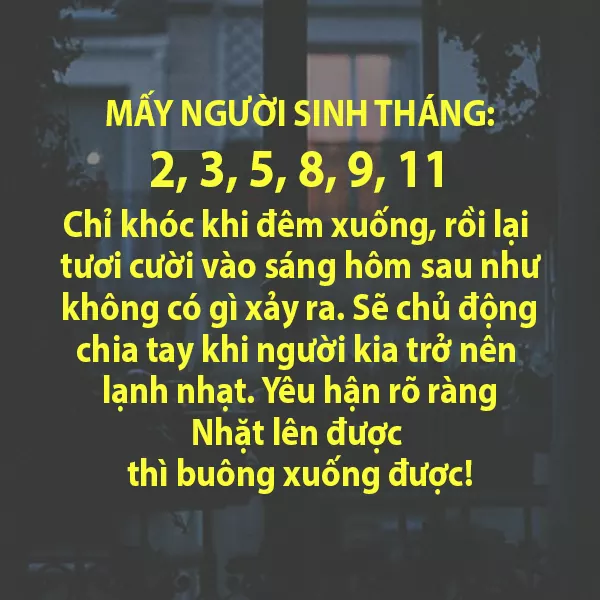 MẤY NGƯỜI SINH THÁNG:
2, 3, 5, 8, 9, 11
Chỉ khóc khi đêm xuống, rồi lại
tươi cười vào sáng hôm sau như
không có gì xảy ra. Sẽ chủ động
chia tay khi người kia trở nên
lạnh nhạt. Yêu hận rõ ràng
Nhặt lên được
thì buông xuống được!